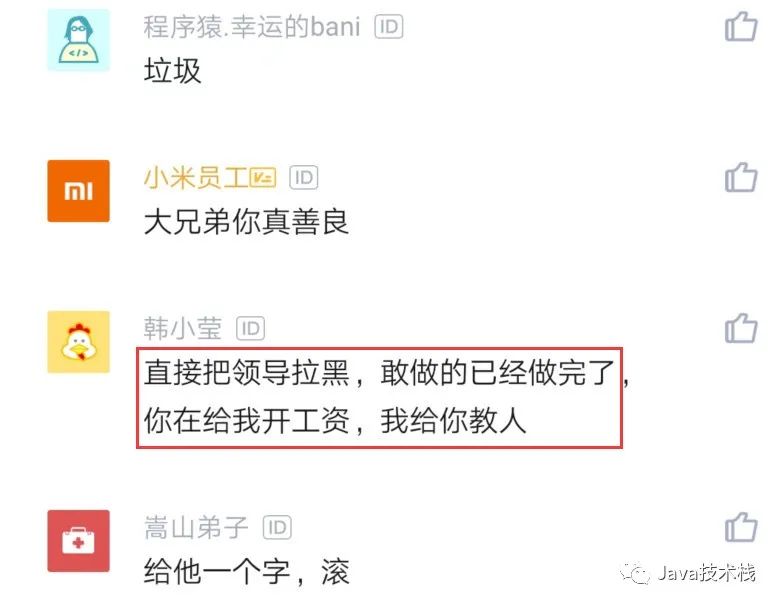 程序猿.幸运的bani ID
垃圾
小米员工 V ID
大兄弟你真善良
韩小莹 ID
直接把领导拉黑，敢做的已经做完了，
你在给我开工资，我给你教人
嵩山弟子 ID
给他一个字，滚
Java技术栈